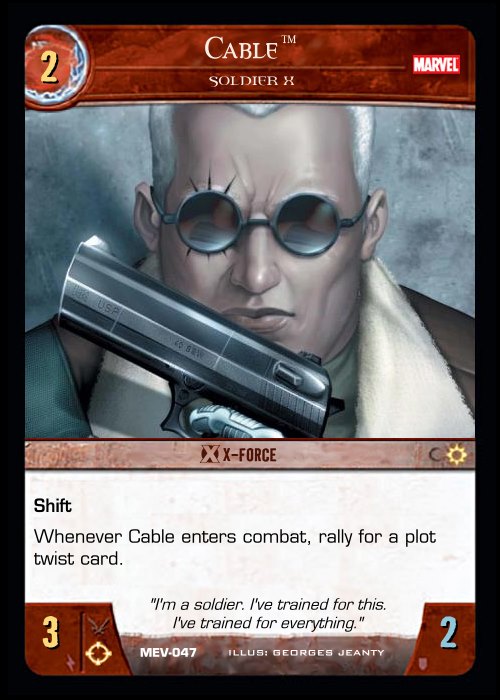 2
Cable™
MARVEL
SOLDIER X
USP
X-FORCE
C
Shift
Whenever Cable enters combat, rally for a plot
twist card.
"I'm a soldier. I've trained for this.
I've trained for everything."
3
2
MEV-047 ILLUS: GEORGES JEANTY